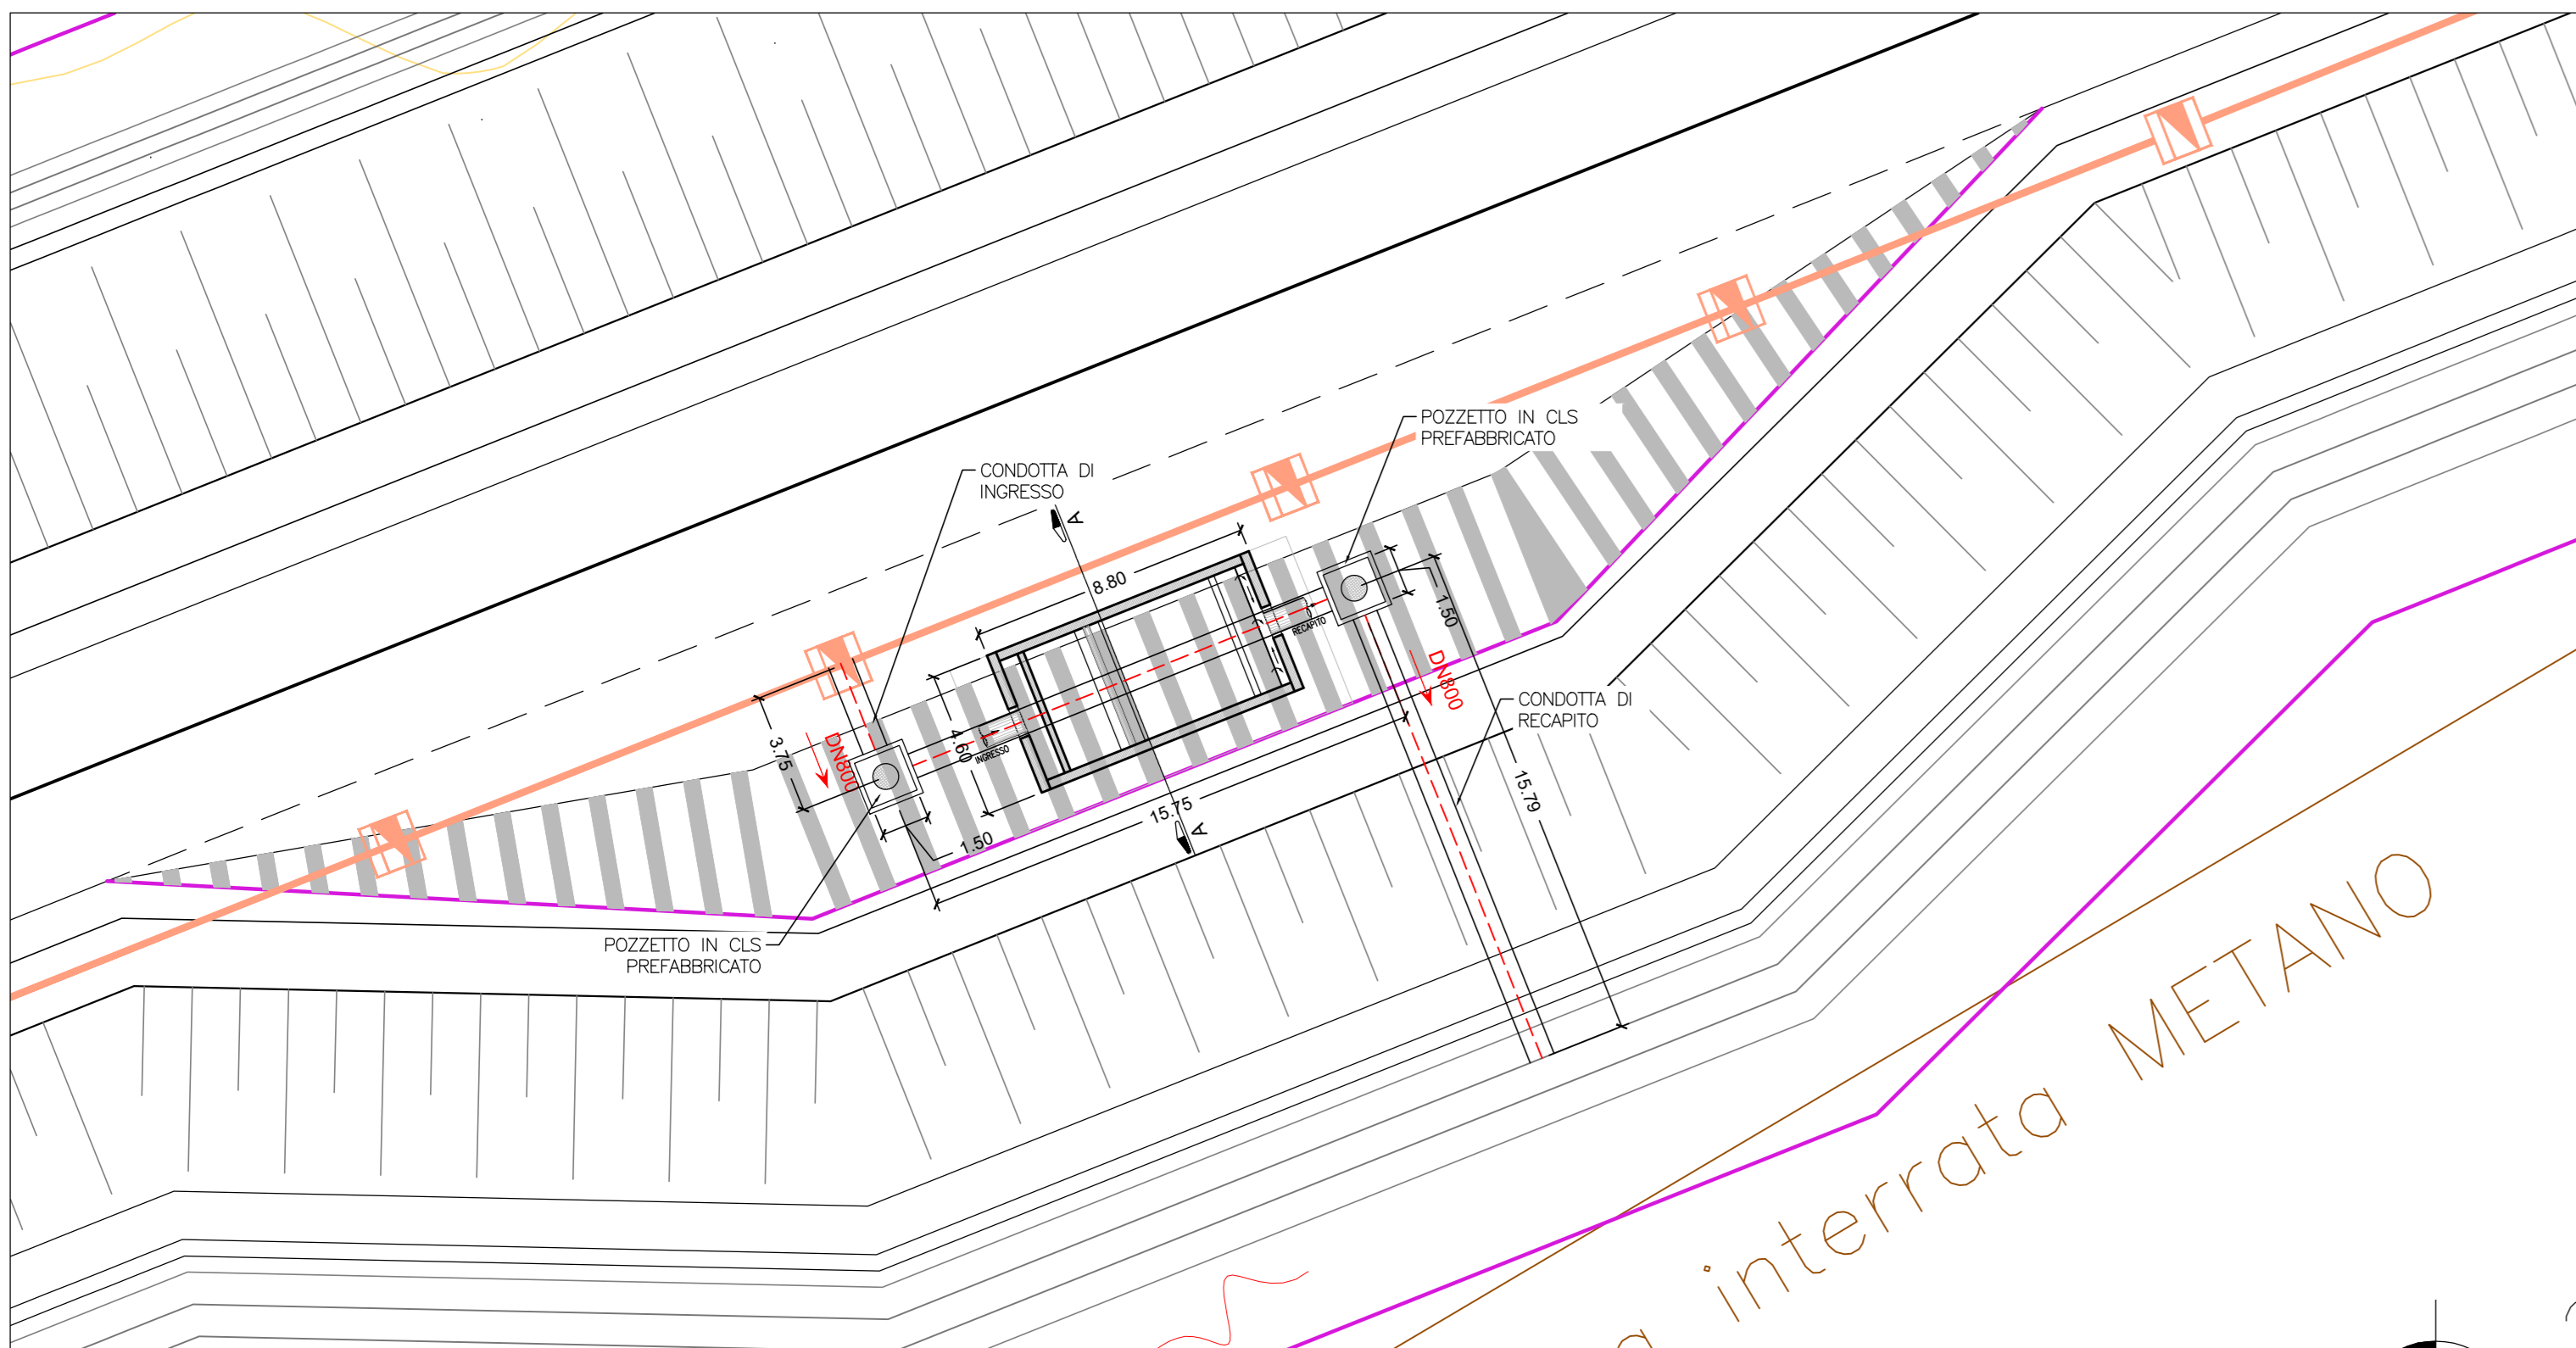 POZZETTO IN CLS
PREFABBRICATO
CONDOTTA DI
INGRESSO
A
8.80
1.50
RECAPITO
DN800
CONDOTTA DI
RECAPITO
3.75
DN800
4.60
INGRESSO
15.79
15.75
A
1.50
POZZETTO IN CLS
PREFABBRICATO
a interrata METANO